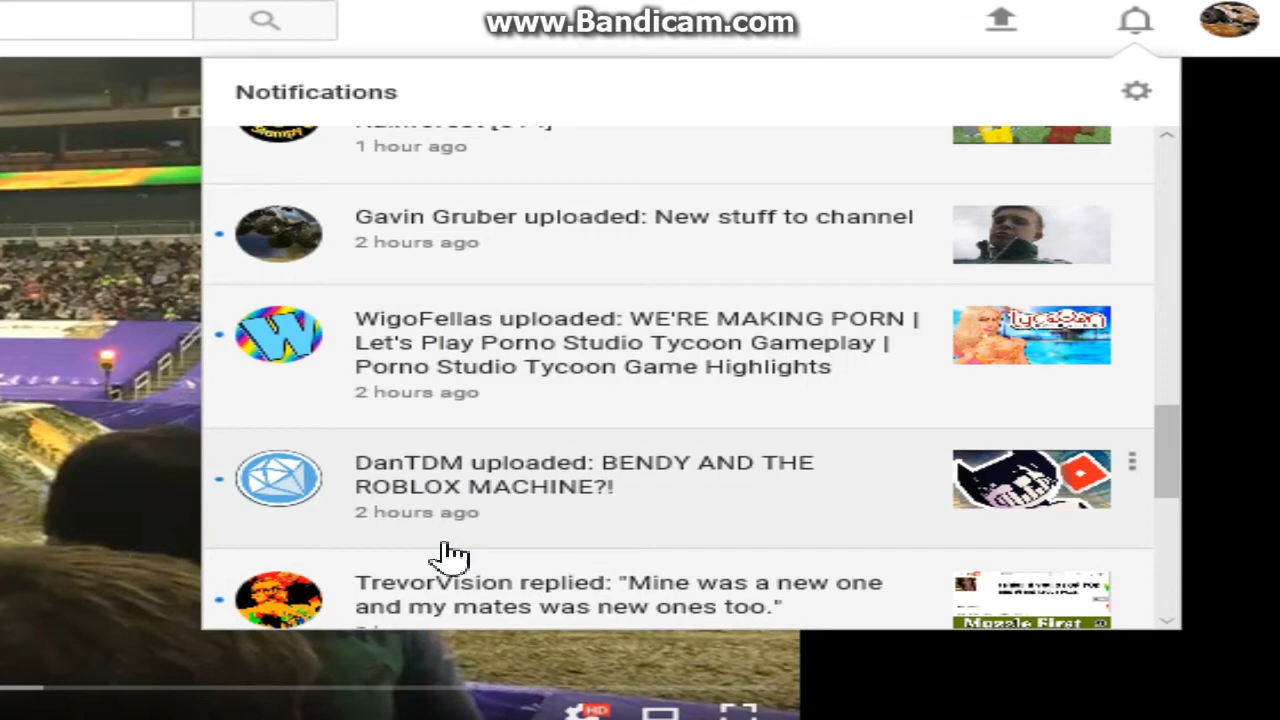 www.Bandicam.com
Notifications
1 hour ago
Gavin Gruber uploaded: New stuff to channel
2 hours ago
WigoFellas uploaded: WE'RE MAKING PORN |
Let's Play Porno Studio Tycoon Gameplay |
Porno Studio Tycoon Game Highlights
2 hours ago
Tycoon
DanTDM uploaded: BENDY AND THE
ROBLOX MACHINE?!
2 hours ago
TrevorVision replied: "Mine was a new one
and my mates was new ones too."
Muzzle First
HD